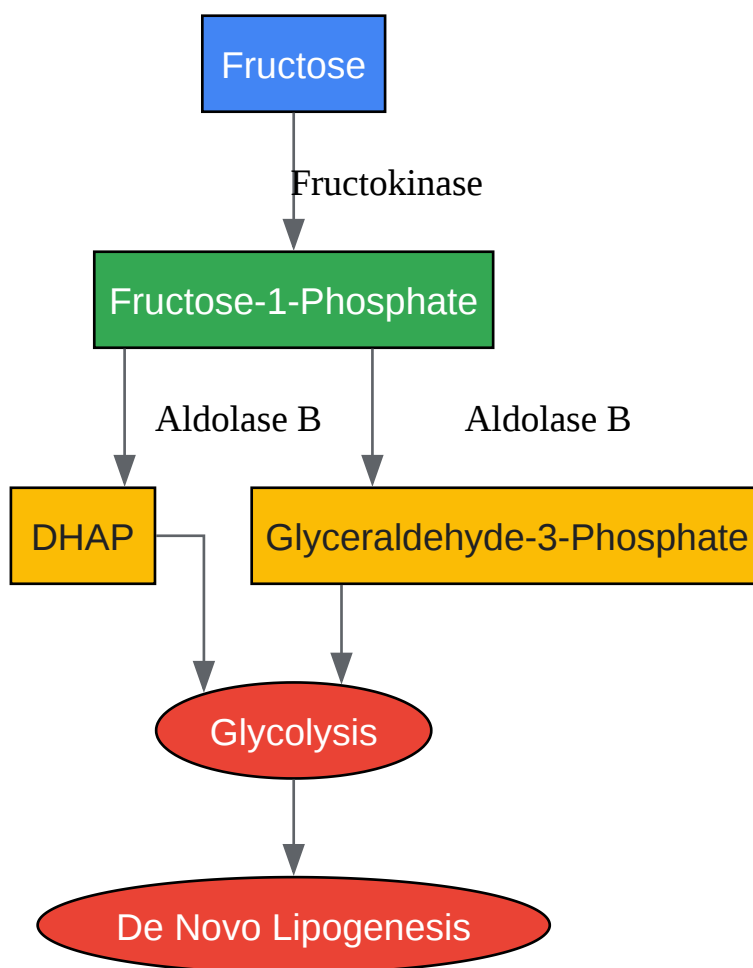 Fructose
Fructokinase
Fructose-1-Phosphate
Aldolase B
Aldolase B
DHAP
Glyceraldehyde-3-Phosphate
Glycolysis
De Novo Lipogenesis